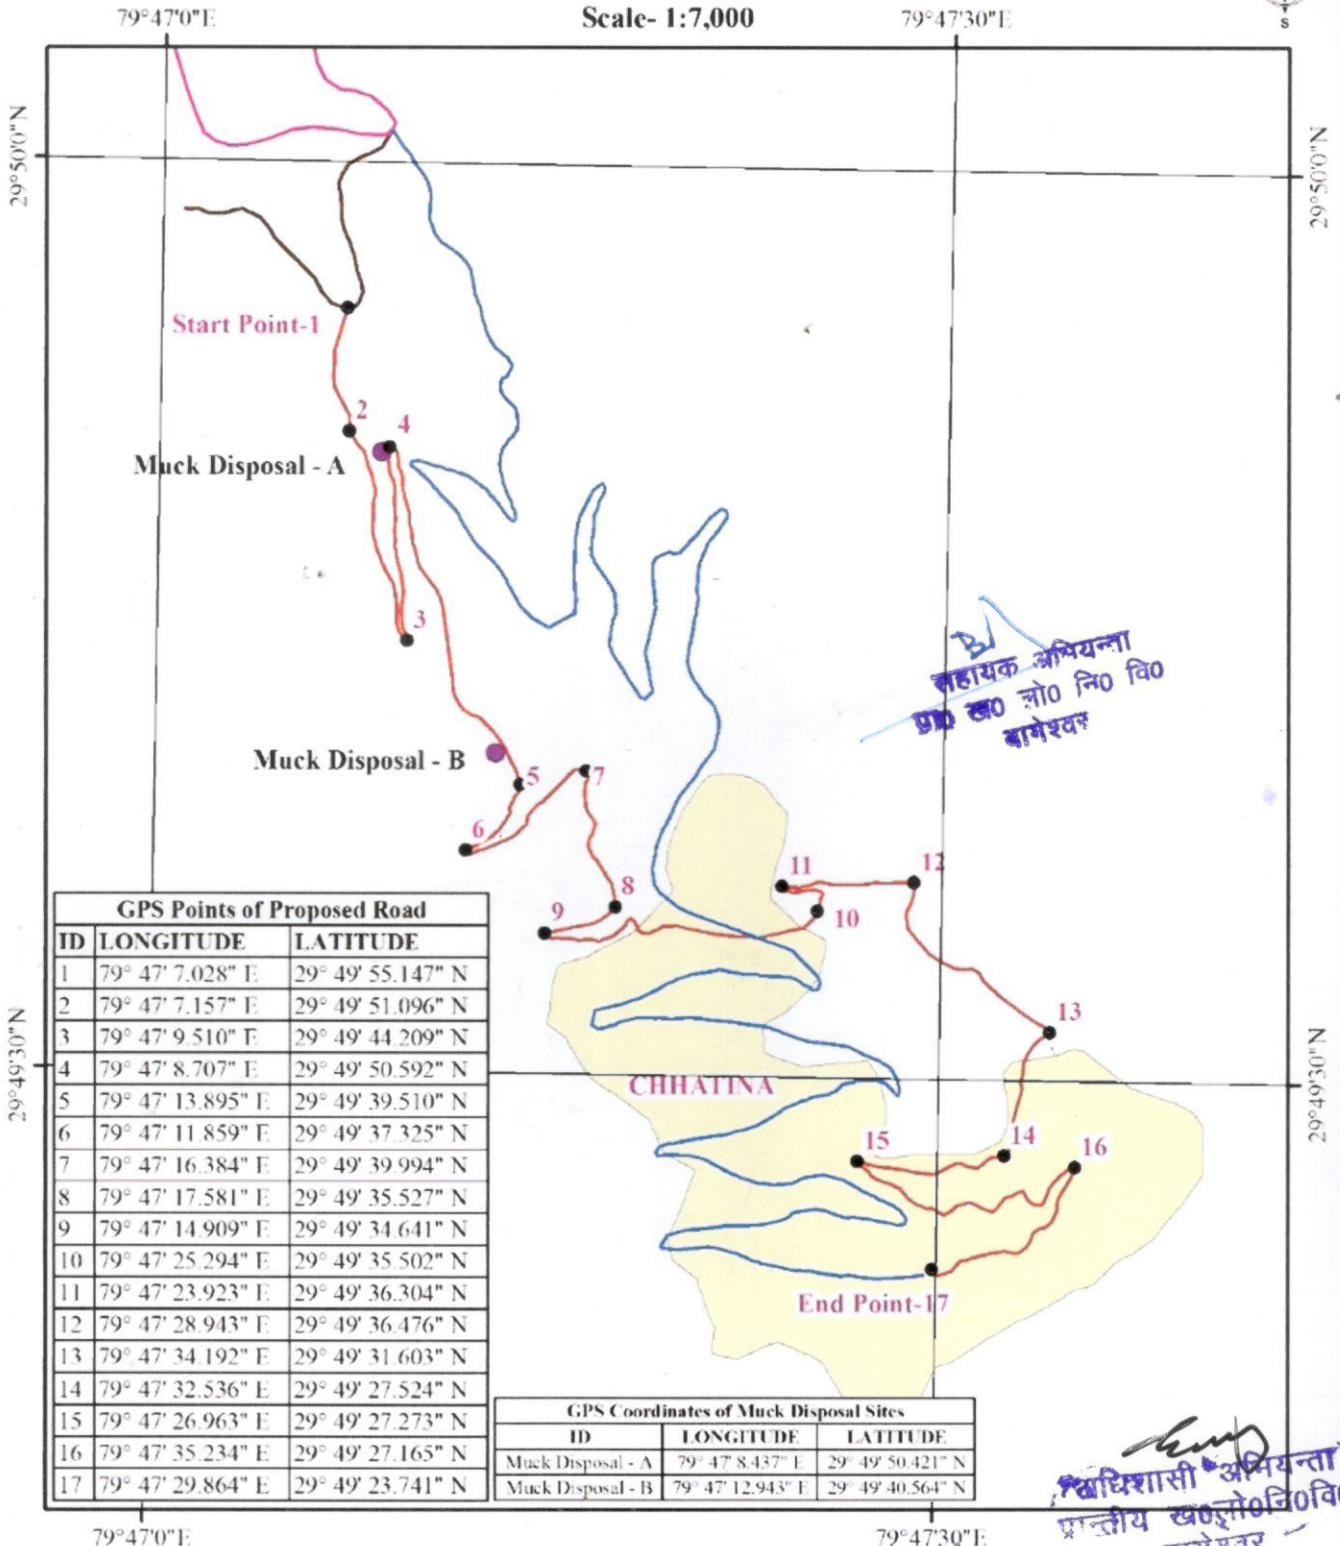 79°47'0"E
Scale- 1:7,000
79°47'30"E
S
29°50'0"N
29°50'0"N
Start Point-1
2
4
Muck Disposal - A
3
सहायक अभियन्ता
प्रा० ख० लो० नि० वि०
बागेश्वर
Muck Disposal - B
5
7
6
8
9
11
12
10
13
29°49'30"N
29°49'30"N
CHHATINA
15
14
16
End Point-17
GPS Points of Proposed Road
ID LONGITUDE LATITUDE
1 79° 47' 7.028" E 29° 49' 55.147" N
2 79° 47' 7.157" E 29° 49' 51.096" N
3 79° 47' 9.510" E 29° 49' 44.209" N
4 79° 47' 8.707" E 29° 49' 50.592" N
5 79° 47' 13.895" E 29° 49' 39.510" N
6 79° 47' 11.859" E 29° 49' 37.325" N
7 79° 47' 16.384" E 29° 49' 39.994" N
8 79° 47' 17.581" E 29° 49' 35.527" N
9 79° 47' 14.909" E 29° 49' 34.641" N
10 79° 47' 25.294" E 29° 49' 35.502" N
11 79° 47' 23.923" E 29° 49' 36.304" N
12 79° 47' 28.943" E 29° 49' 36.476" N
13 79° 47' 34.192" E 29° 49' 31.603" N
14 79° 47' 32.536" E 29° 49' 27.524" N
15 79° 47' 26.963" E 29° 49' 27.273" N
16 79° 47' 35.234" E 29° 49' 27.165" N
17 79° 47' 29.864" E 29° 49' 23.741" N
GPS Coordinates of Muck Disposal Sites
ID LONGITUDE LATITUDE
Muck Disposal - A 79° 47' 8.437" E 29° 49' 50.421" N
Muck Disposal - B 79° 47' 12.943" E 29° 49' 40.564" N
अधिशासी अभियन्ता
प्रान्तीय ख०लो०नि०वि०
79°47'0"E
79°47'30"E